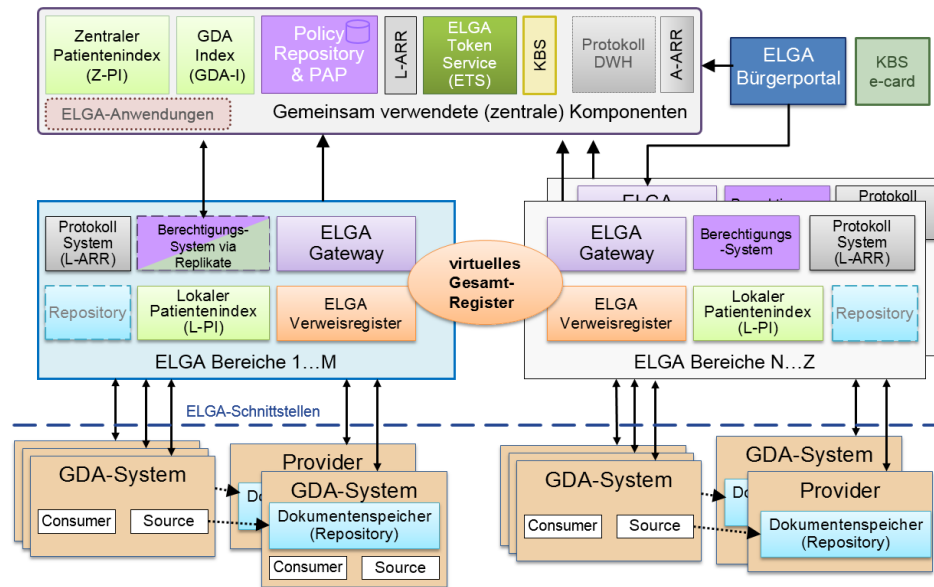 Zentraler
Patientenindex
(Z-PI)
GDA
Index
(GDA-I)
Policy
Repository
& PAP
L-ARR
ELGA
Token
Service
(ETS)
KBS
Protokoll
DWH
A-ARR
ELGA
Bürgerportal
KBS
e-card
ELGA-Anwendungen
Gemeinsam verwendete (zentrale) Komponenten
Protokoll
System
(L-ARR)
Berechtigungs-
System via
Replikate
ELGA
Gateway
Repository
Lokaler
Patientenindex
(L-PI)
ELGA
Verweisregister
ELGA Bereiche 1…M
virtuelles
Gesamt-
Register
ELGA
Protokoll
ELGA
Gateway
Berechtigungs
-System
Protokoll
System
(L-ARR)
ELGA
Verweisregister
Lokaler
Patientenindex
(L-PI)
Repository
ELGA Bereiche N…Z
ELGA-Schnittstellen
GDA-System
Consumer
Source
Provider
GDA-System
Dokumentenspeicher
(Repository)
Consumer
Source
GDA-System
Consumer
Source
GDA-System
Provider
Dokumentenspeicher
(Repository)